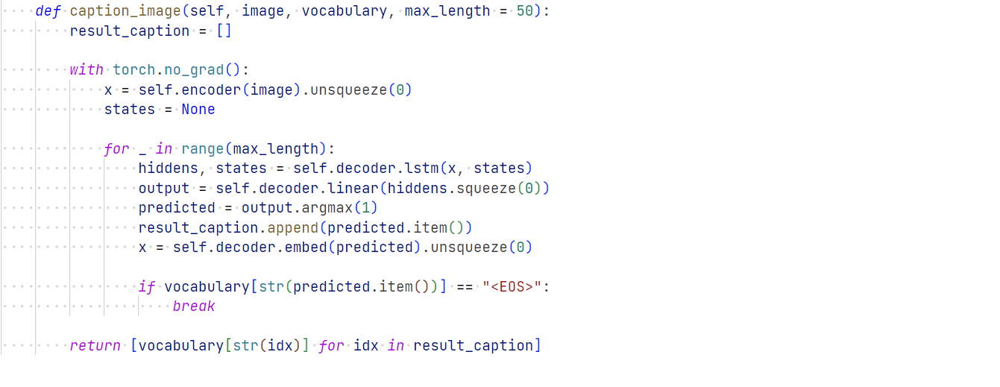 def caption_image(self, image, vocabulary, max_length = 50):
result_caption = []
with torch.no_grad():
x = self.encoder(image).unsqueeze(0)
states = None
for _ in range(max_length):
hiddens, states = self.decoder.lstm(x, states)
output = self.decoder.linear(hiddens.squeeze(0))
predicted = output.argmax(1)
result_caption.append(predicted.item())
x = self.decoder.embed(predicted).unsqueeze(0)
if vocabulary[str(predicted.item())] == "<EOS>":
break
return [vocabulary[str(idx)] for idx in result_caption]